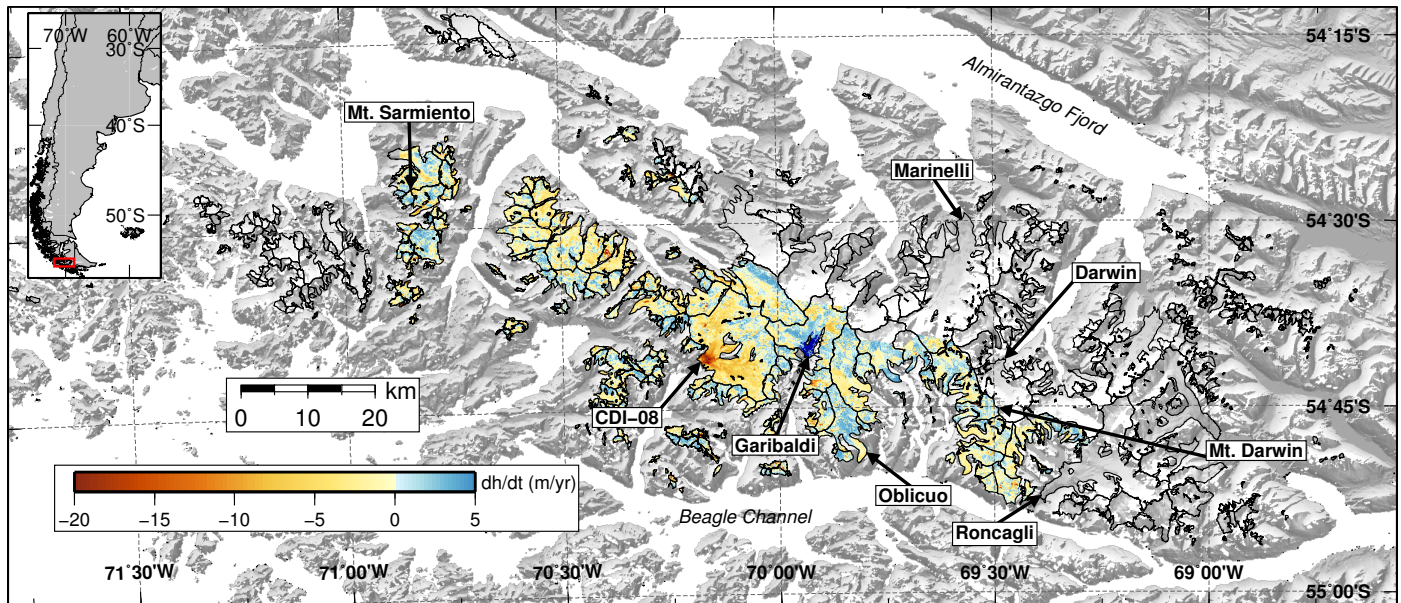 70˚W 60˚W
30˚S
40˚S
50˚S
54˚15'S
Almirantazgo Fjord
Mt. Sarmiento
Marinelli
54˚30'S
Darwin
km
0 10 20
CDI−08
54˚45'S
Garibaldi
Mt. Darwin
dh/dt (m/yr)
−20 −15 −10 −5 0 5
Oblicuo
Beagle Channel
Roncagli
71˚30'W 71˚00'W 70˚30'W 70˚00'W 69˚30'W 69˚00'W
55˚00'S